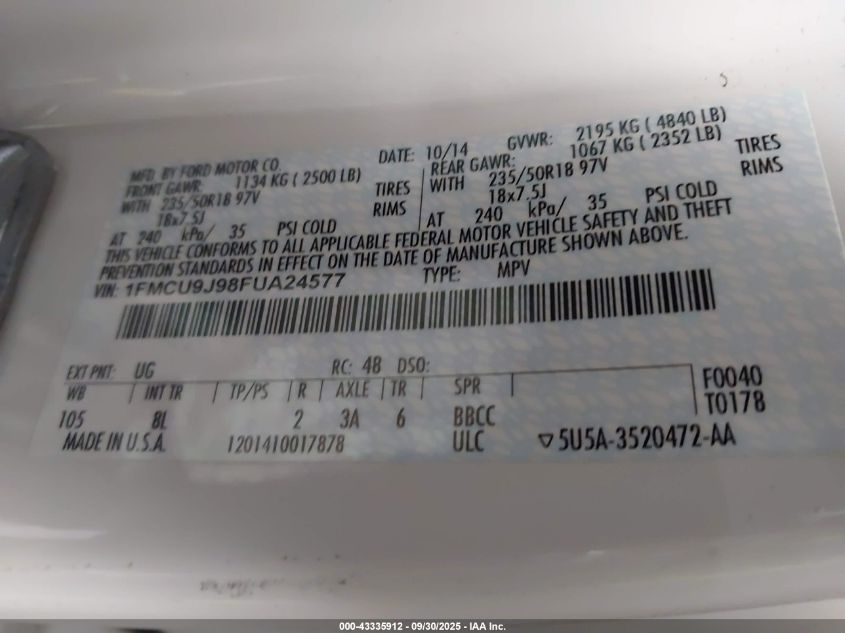 MFD. BY FORD MOTOR CO. DATE: 10/14 GVWR: 2195 KG ( 4840 LB)
FRONT GAWR: 1134 KG ( 2500 LB) REAR GAWR: 1067 KG ( 2352 LB)
WITH 235/50R18 97V TIRES WITH 235/50R18 97V TIRES
18x7.5J RIMS 18x7.5J RIMS
AT 240 kPa/ 35 PSI COLD AT 240 kPa/ 35 PSI COLD
THIS VEHICLE CONFORMS TO ALL APPLICABLE FEDERAL MOTOR VEHICLE SAFETY AND THEFT
PREVENTION STANDARDS IN EFFECT ON THE DATE OF MANUFACTURE SHOWN ABOVE.
VIN: 1FMCU9J98FUA24577 TYPE: MPV
EXT PNT: UG RC: 48 DSO:
WB INT TR TP/PS R AXLE TR SPR F0040
105 8L 2 3A 6 BBCC T0178
MADE IN U.S.A. 1201410017878 ULC ▽5U5A-3520472-AA
000-43335912 - 09/30/2025 - IAA Inc.